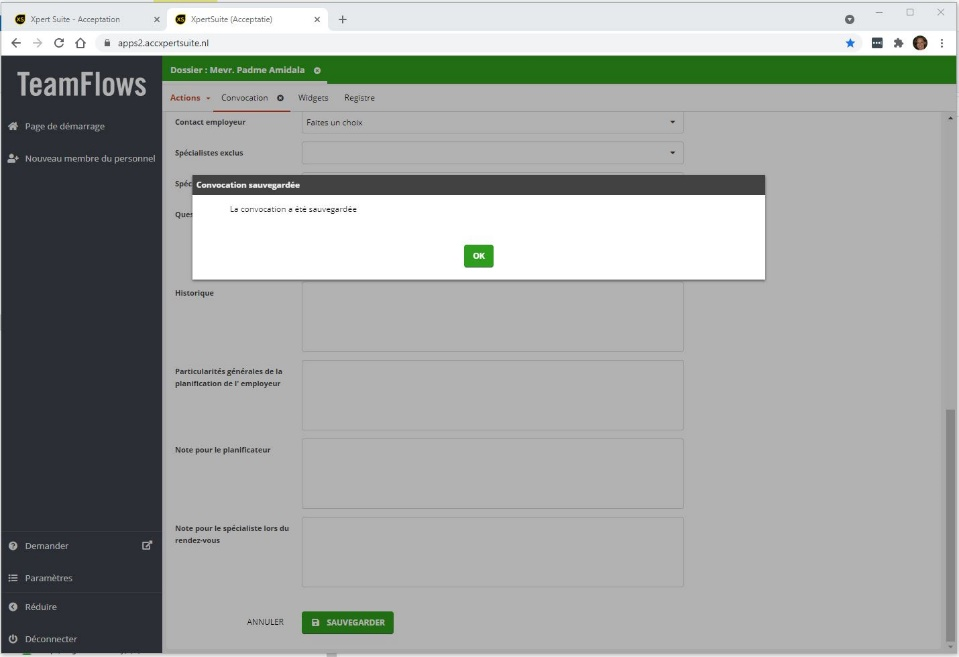 Xpert Suite - Acceptation
XpertSuite (Acceptatie)
apps2.accxpertsuite.nl
TeamFlows
Page de démarrage
Nouveau membre du personnel
Demander
Paramètres
Réduire
Déconnecter
Dossier : Mevr. Padme Amidala
Actions
Convocation
Widgets
Registre
Contact employeur
Faites un choix
Spécialistes exclus
Spéc
Ques
Convocation sauvegardée
La convocation a été sauvegardée
OK
Historique
Particularités générales de la
planification de l' employeur
Note pour le planificateur
Note pour le spécialiste lors du
rendez-vous
ANNULER
SAUVEGARDER